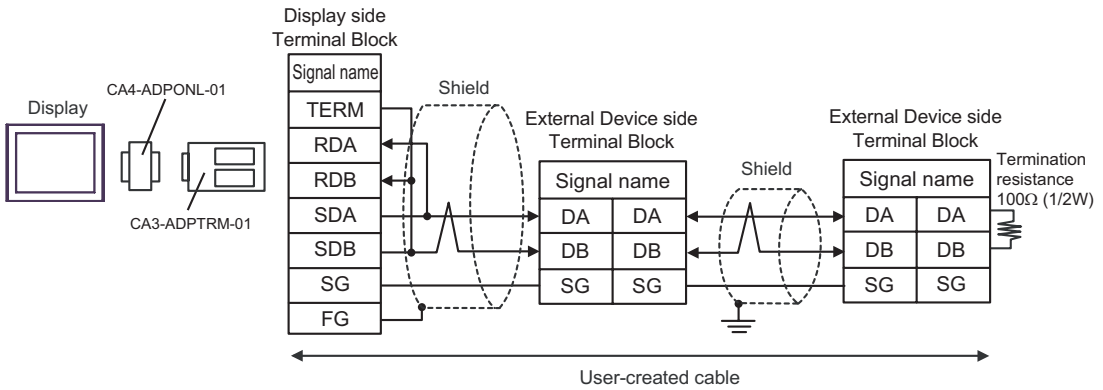 Display side
Terminal Block
Signal name
TERM
RDA
RDB
SDA
SDB
SG
FG
Display
CA4-ADPONL-01
CA3-ADPTRM-01
Shield
External Device side
Terminal Block
Signal name
DA DA
DB DB
SG SG
Shield
External Device side
Terminal Block
Signal name
DA DA
DB DB
SG SG
Termination
resistance
100Ω (1/2W)
User-created cable